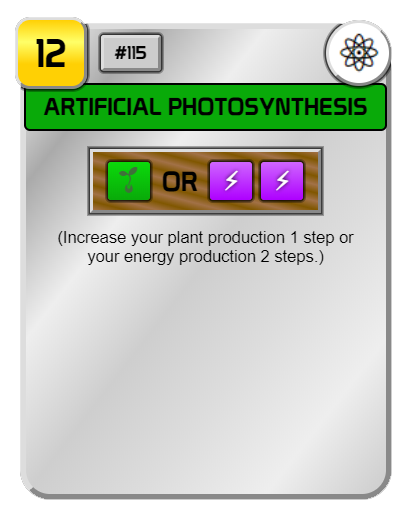 12
#115
ARTIFICIAL PHOTOSYNTHESIS
OR
(Increase your plant production 1 step or
your energy production 2 steps.)